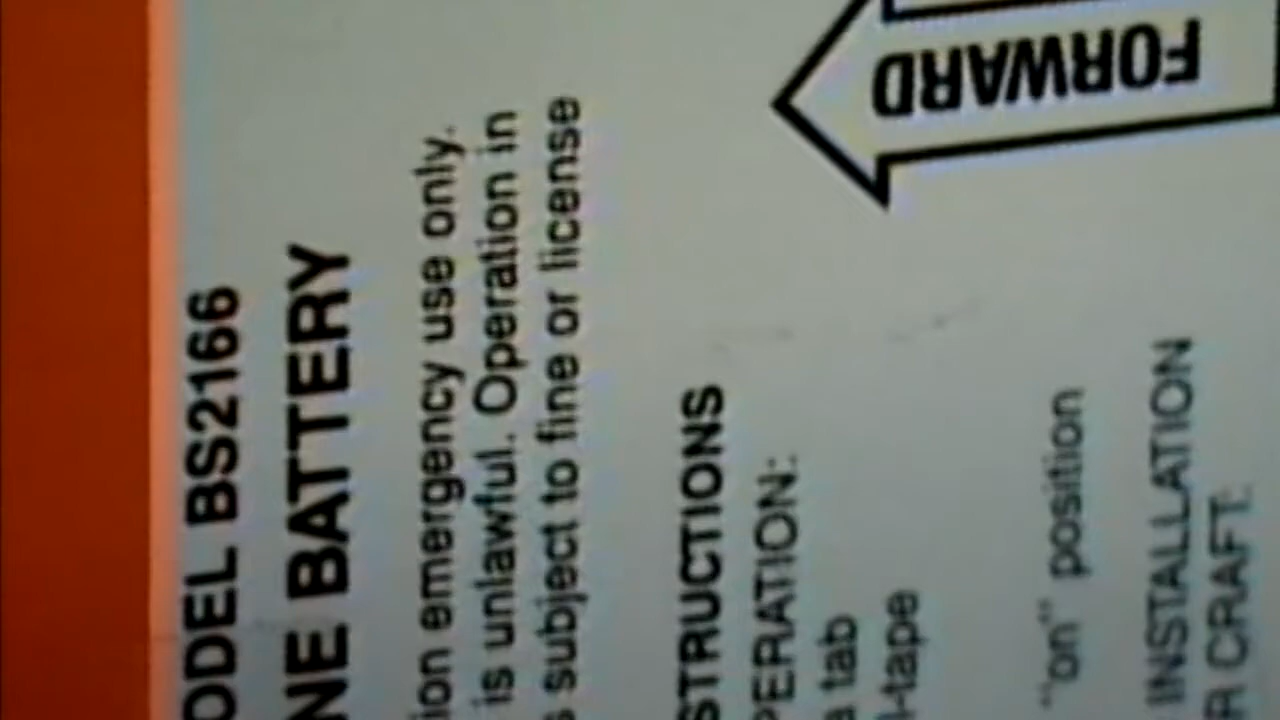 ODEL BS2166
NE BATTERY
ion emergency use only.
is unlawful. Operation in
s subject to fine or license
STRUCTIONS
PERATION:
a tab
l-tape
"on" position
INSTALLATION
R CRAFT:
FORWARD